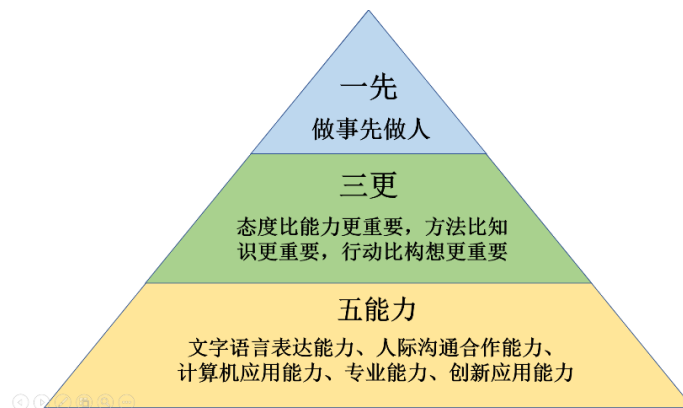 一先
做事先做人
三更
态度比能力更重要，方法比知
识更重要，行动比构想更重要
五能力
文字语言表达能力、人际沟通合作能力、
计算机应用能力、专业能力、创新应用能力